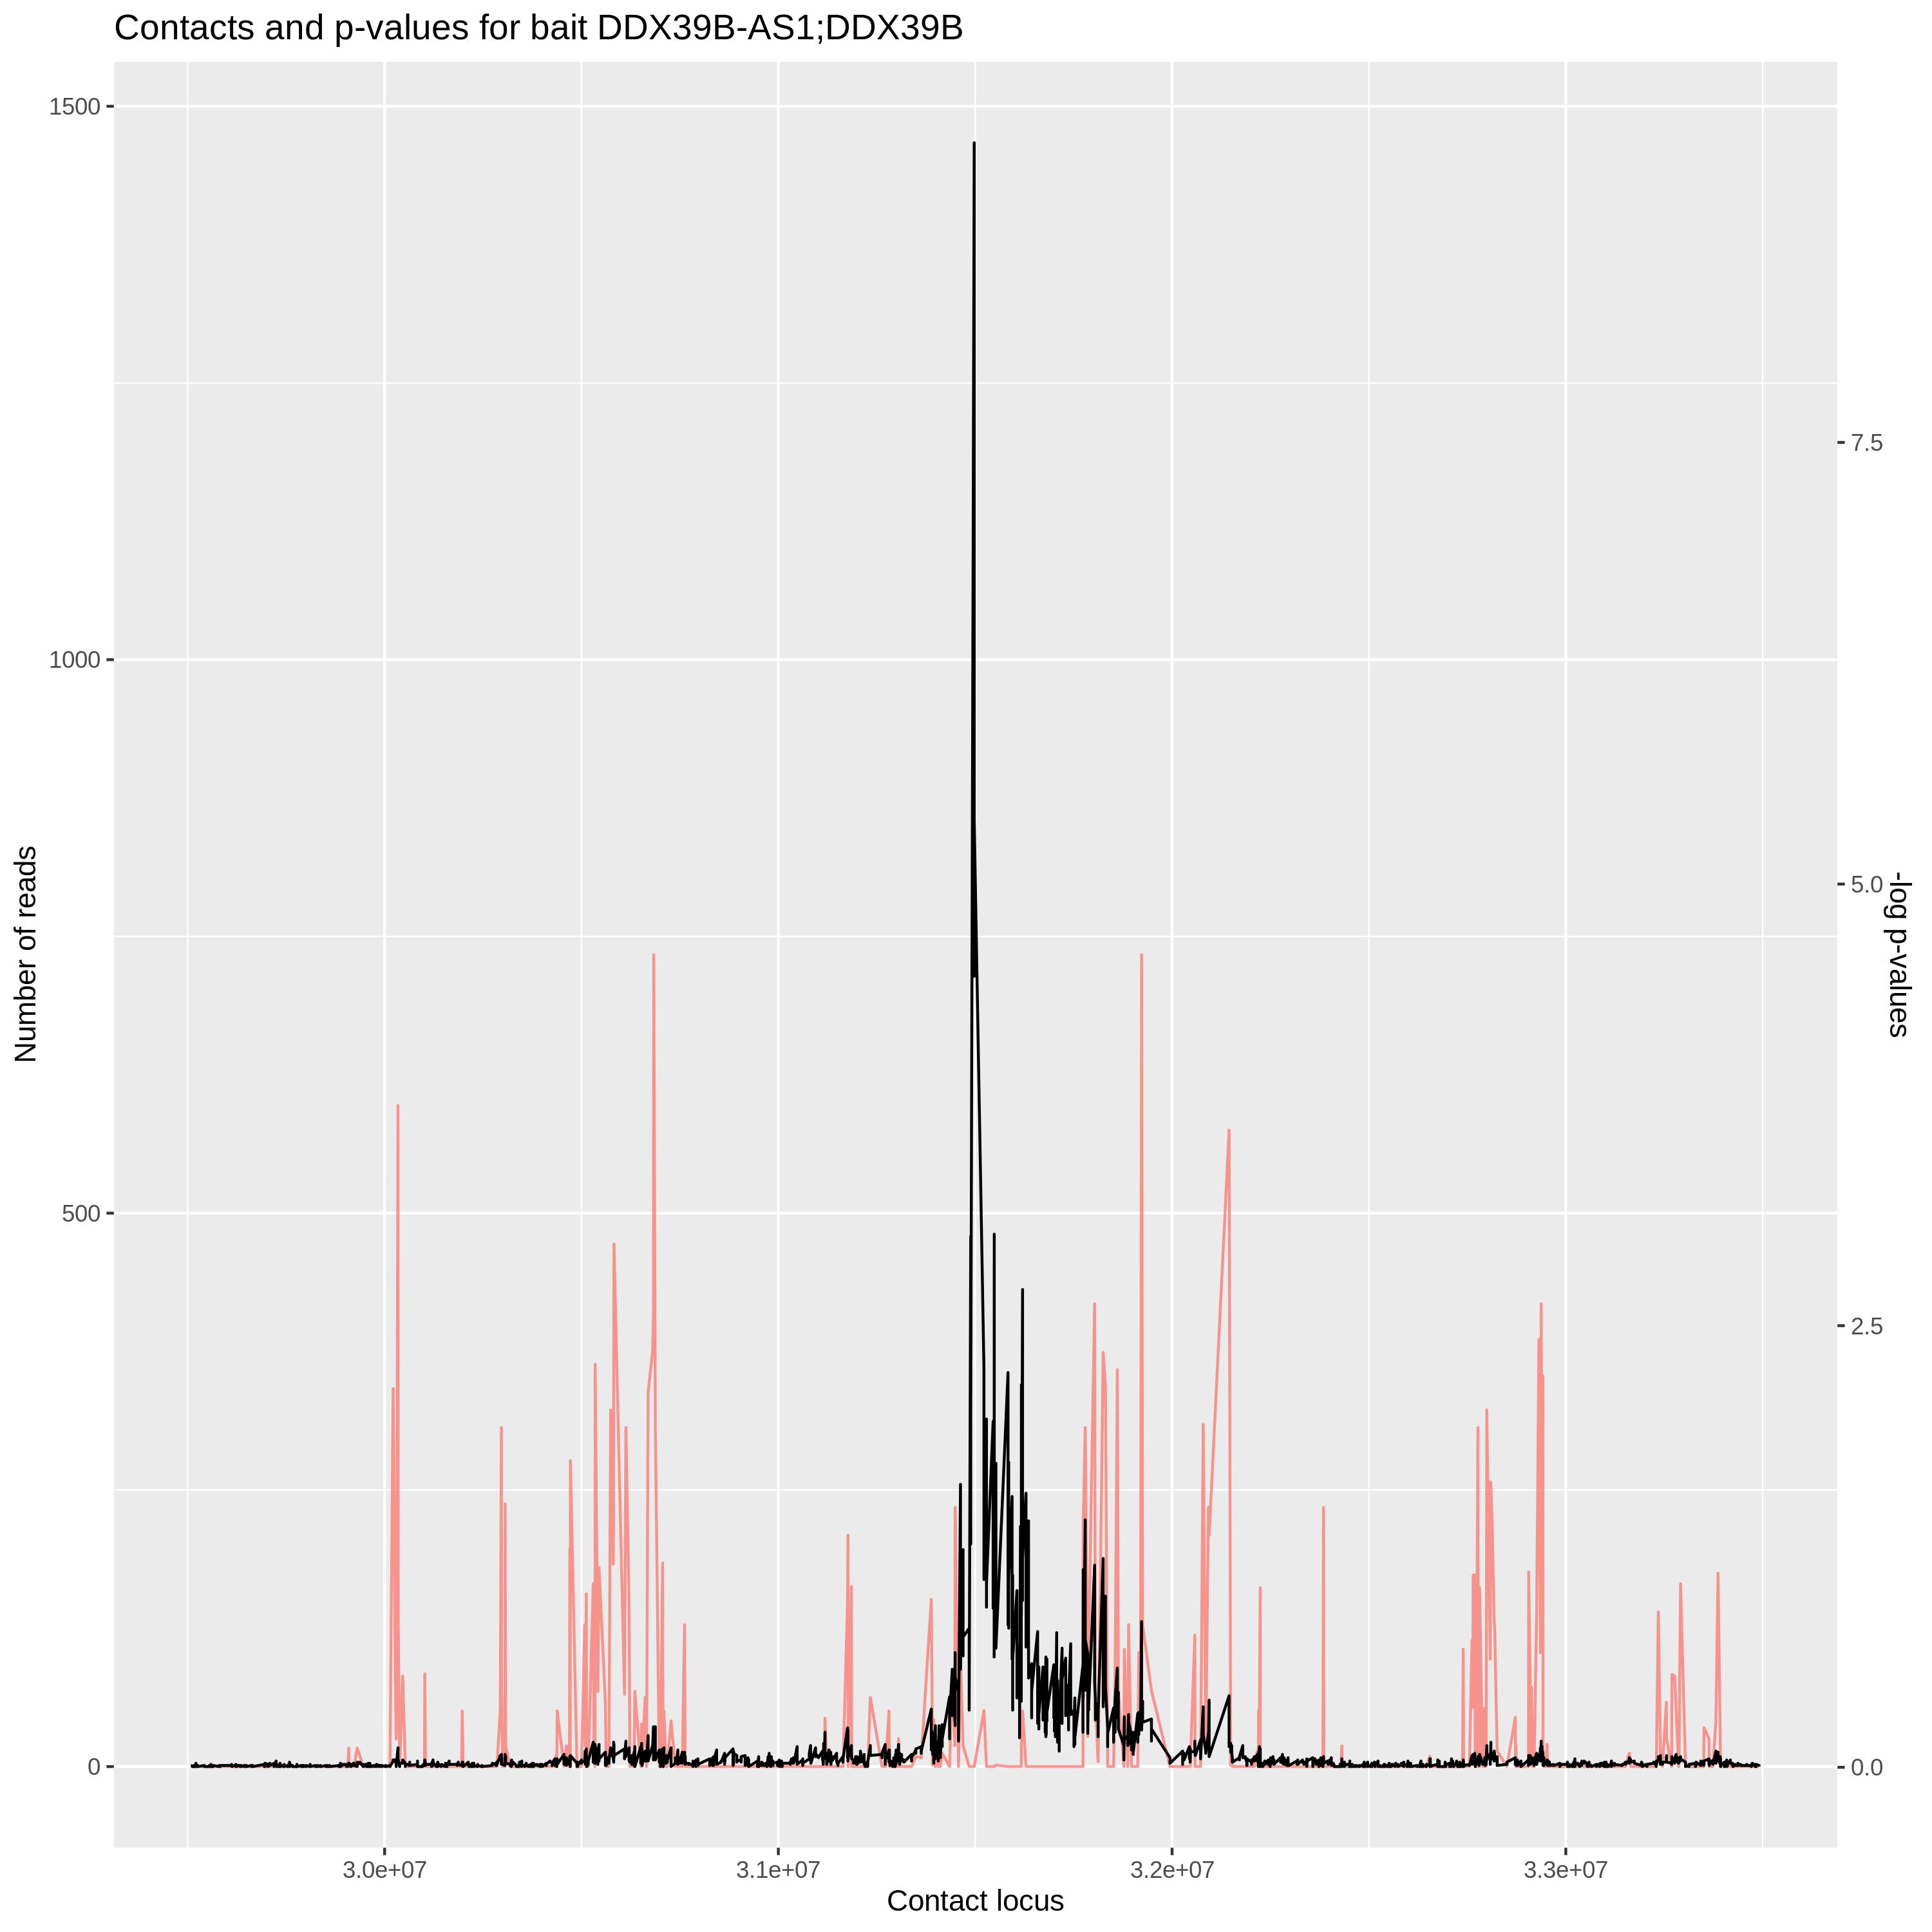 Contacts and p-values for bait DDX39B-AS1;DDX39B
1500
1000
500
0
Number of reads
7.5
5.0
2.5
0.0
-log p-values
3.0e+07
3.1e+07
3.2e+07
3.3e+07
Contact locus